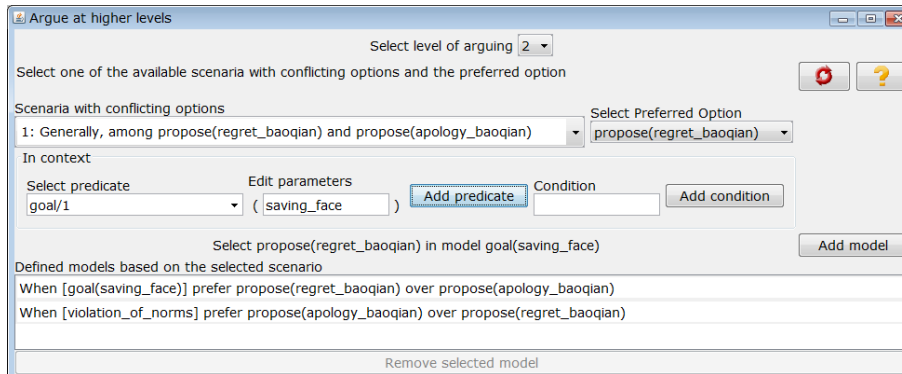 Argue at higher levels
Select level of arguing 2
Select one of the available scenaria with conflicting options and the preferred option
?
Scenaria with conflicting options
Select Preferred Option
1: Generally, among propose(regret_baoqian) and propose(apology_baoqian)
propose(regret_baoqian)
In context
Select predicate
Edit parameters
Condition
goal/1
( saving_face )
Add predicate
Add condition
Select propose(regret_baoqian) in model goal(saving_face)
Add model
Defined models based on the selected scenario
When [goal(saving_face)] prefer propose(regret_baoqian) over propose(apology_baoqian)
When [violation_of_norms] prefer propose(apology_baoqian) over propose(regret_baoqian)
Remove selected model